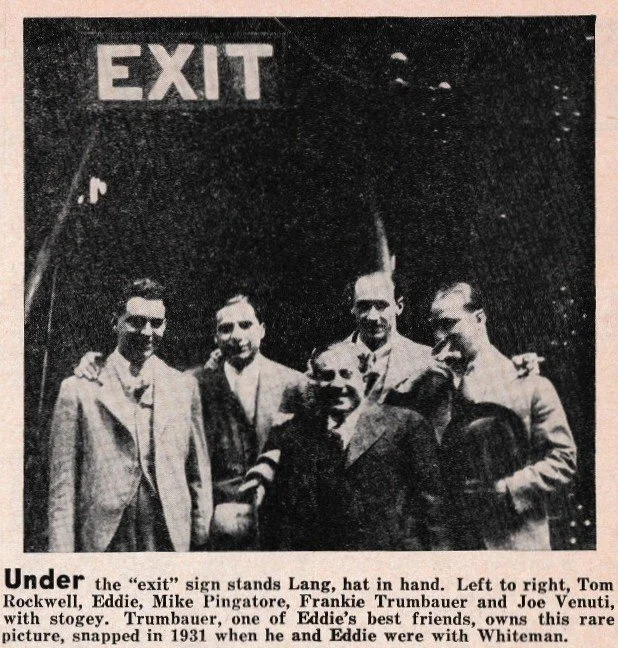 EXIT
Under the "exit" sign stands Lang, hat in hand. Left to right, Tom
Rockwell, Eddie, Mike Pingatore, Frankie Trumbauer and Joe Venuti,
with stogey. Trumbauer, one of Eddie's best friends, owns this rare
picture, snapped in 1931 when he and Eddie were with Whiteman.